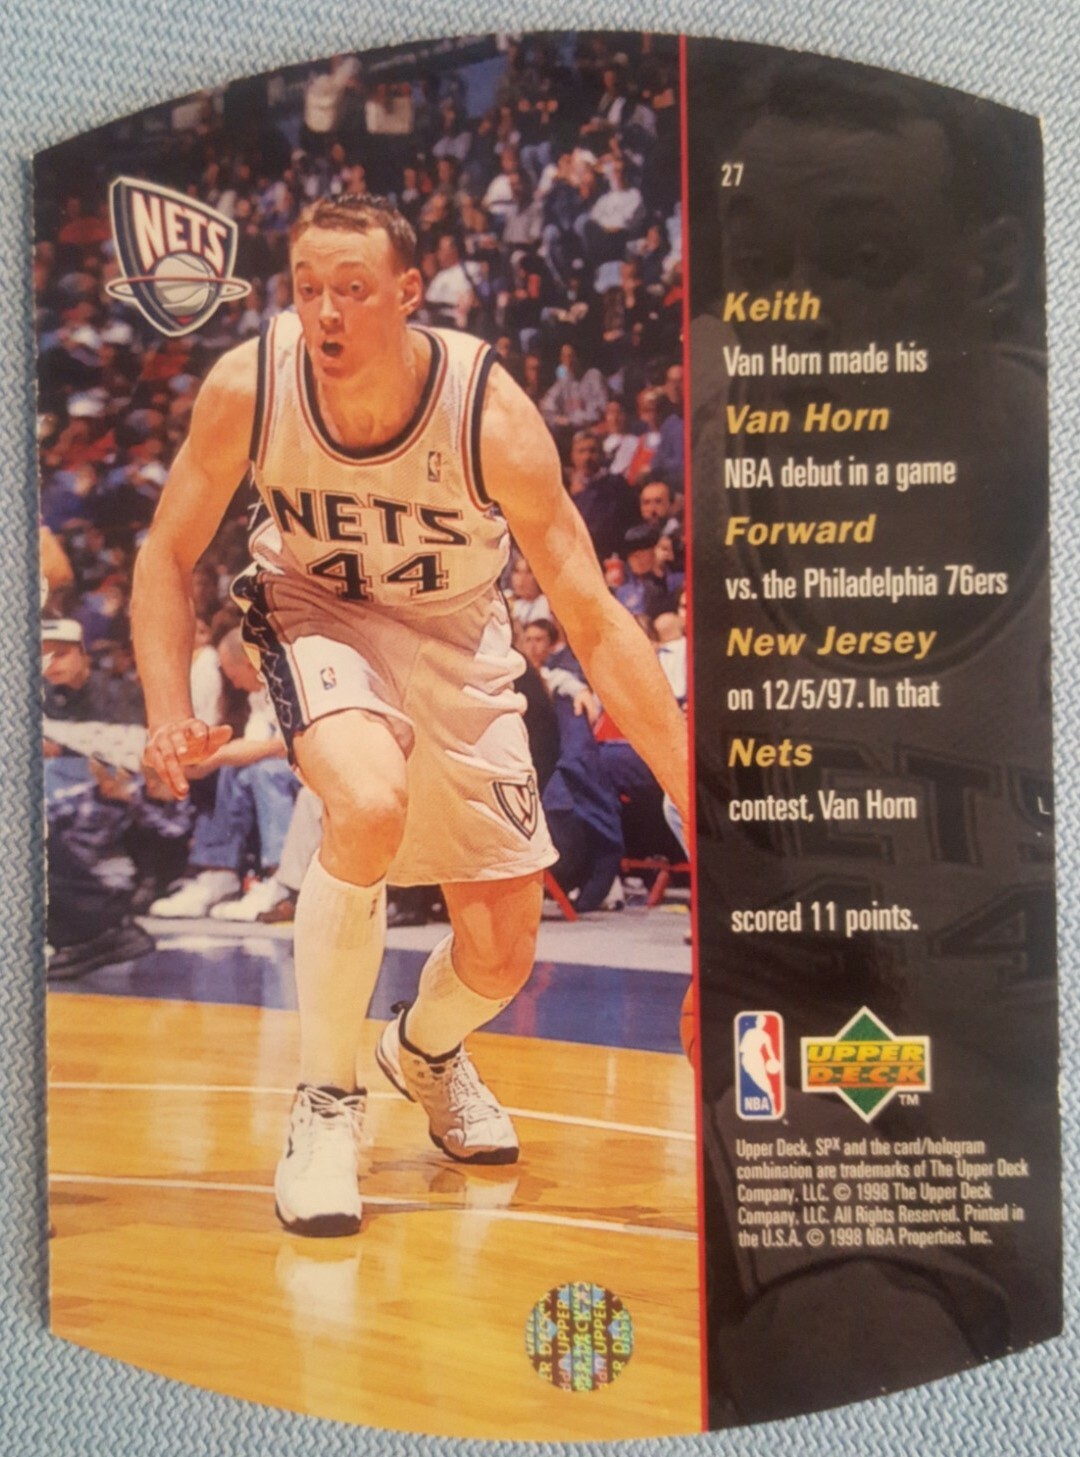 NETS
NETS
44
27
Keith
Van Horn made his
Van Horn
NBA debut in a game
Forward
vs. the Philadelphia 76ers
New Jersey
on 12/5/97. In that
Nets
contest, Van Horn
scored 11 points.
NBA
UPPER
D·E·C·K
TM
Upper Deck, SPx and the card/hologram
combination are trademarks of The Upper Deck
Company, LLC. © 1998 The Upper Deck
Company, LLC. All Rights Reserved. Printed in
the U.S.A. © 1998 NBA Properties, Inc.